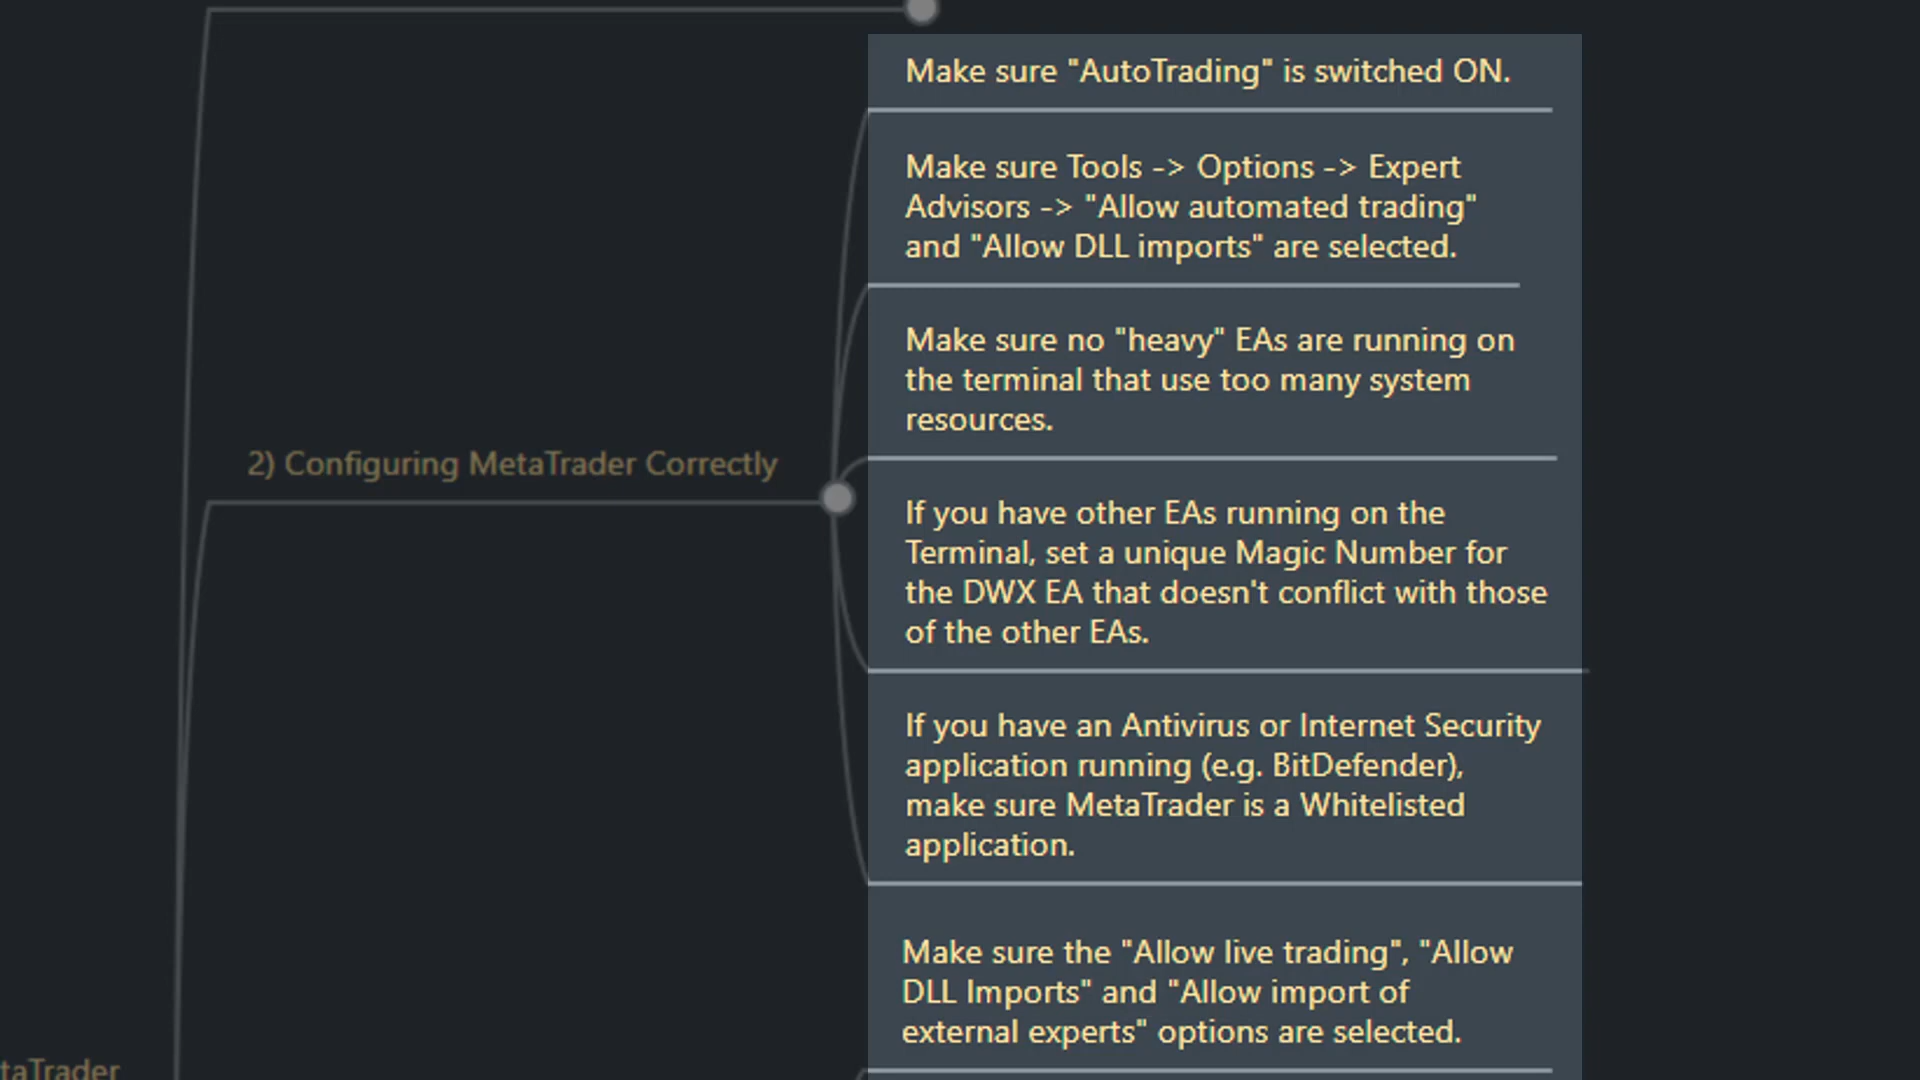 Make sure "AutoTrading" is switched ON.
Make sure Tools -> Options -> Expert
Advisors -> "Allow automated trading"
and "Allow DLL imports" are selected.
Make sure no "heavy" EAs are running on
the terminal that use too many system
resources.
2) Configuring MetaTrader Correctly
If you have other EAs running on the
Terminal, set a unique Magic Number for
the DWX EA that doesn't conflict with those
of the other EAs.
If you have an Antivirus or Internet Security
application running (e.g. BitDefender),
make sure MetaTrader is a Whitelisted
application.
Make sure the "Allow live trading", "Allow
DLL Imports" and "Allow import of
external experts" options are selected.
taTrader